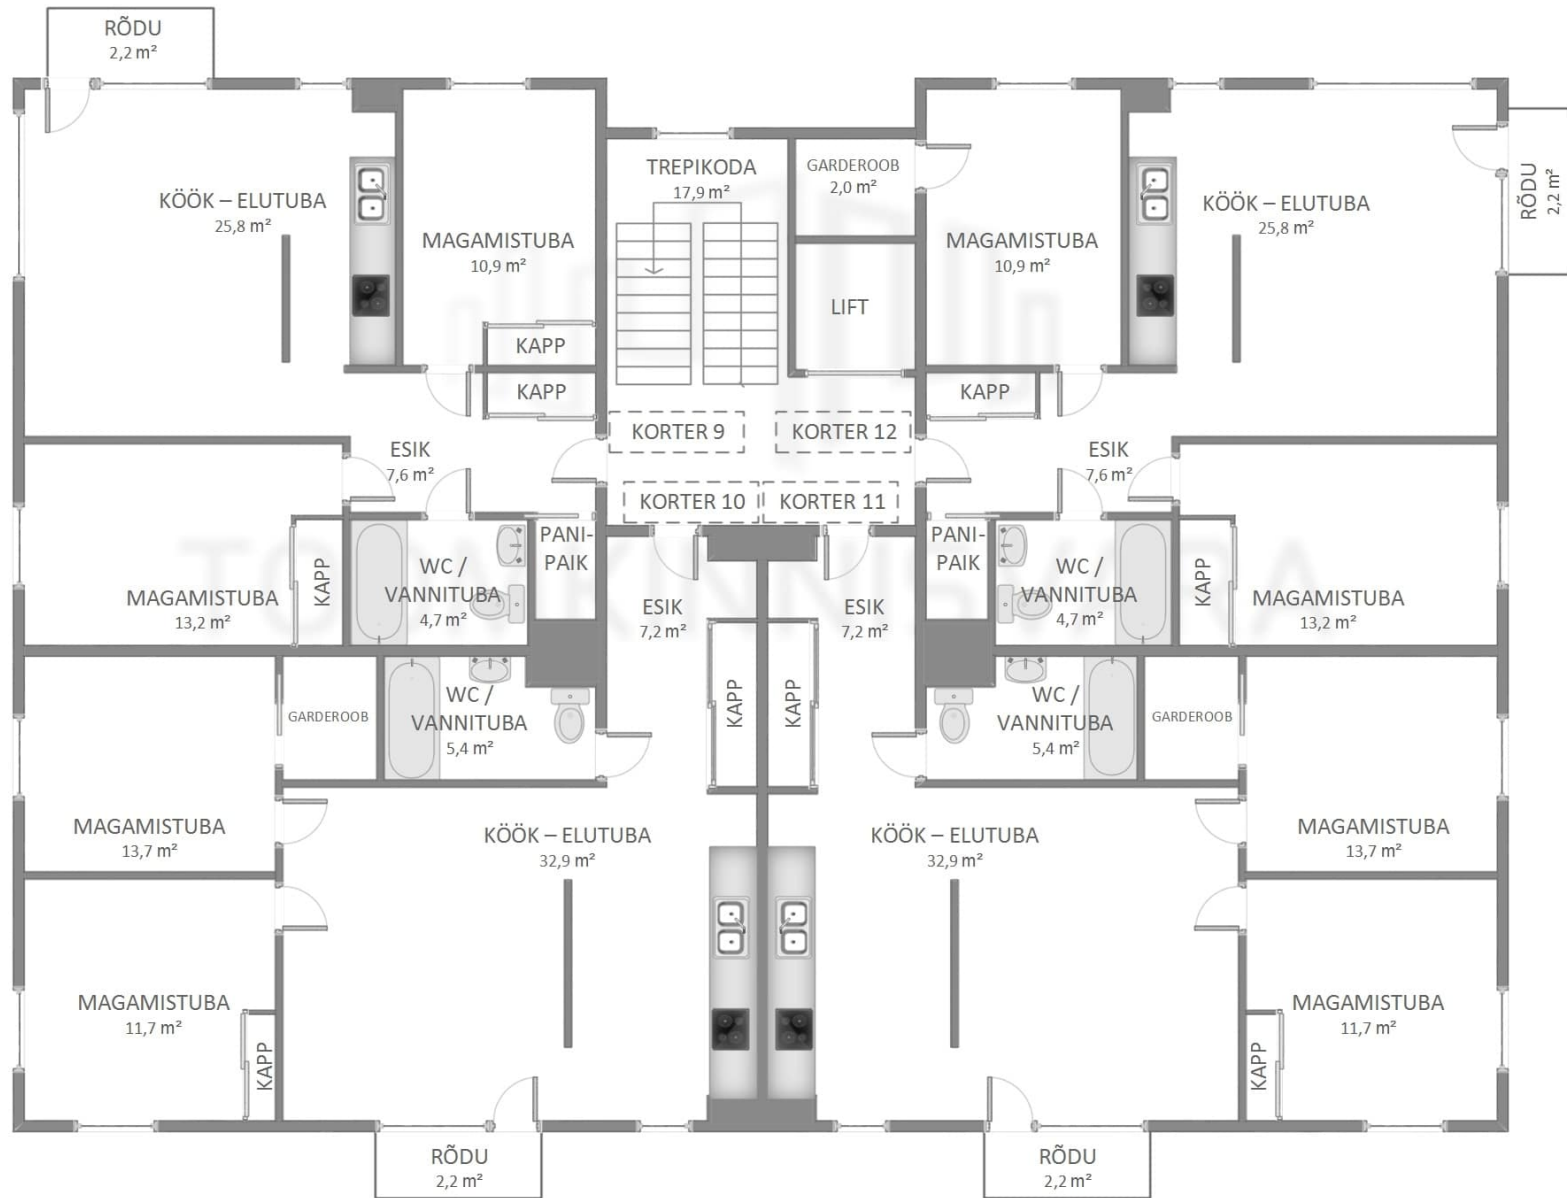 RÕDU
2,2 m²
KÖÖK – ELUTUBA
25,8 m²
MAGAMISTUBA
10,9 m²
KAPP
KAPP
TREPIKODA
17,9 m²
GARDEROOB
2,0 m²
LIFT
MAGAMISTUBA
10,9 m²
KAPP
KÖÖK – ELUTUBA
25,8 m²
RÕDU
2,2 m²
KORTER 9
KORTER 12
KORTER 10
KORTER 11
ESIK
7,6 m²
ESIK
7,6 m²
MAGAMISTUBA
13,2 m²
KAPP
WC /
VANNITUBA
4,7 m²
PANI-
PAIK
ESIK
7,2 m²
ESIK
7,2 m²
PANI-
PAIK
WC /
VANNITUBA
4,7 m²
KAPP
MAGAMISTUBA
13,2 m²
GARDEROOB
WC /
VANNITUBA
5,4 m²
KAPP
KAPP
WC /
VANNITUBA
5,4 m²
GARDEROOB
MAGAMISTUBA
13,7 m²
KÖÖK – ELUTUBA
32,9 m²
KÖÖK – ELUTUBA
32,9 m²
MAGAMISTUBA
13,7 m²
MAGAMISTUBA
11,7 m²
KAPP
MAGAMISTUBA
11,7 m²
KAPP
RÕDU
2,2 m²
RÕDU
2,2 m²